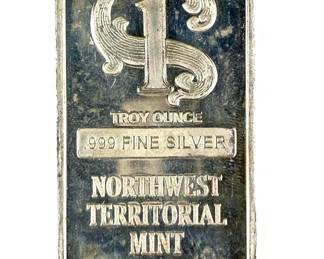 1
TROY OUNCE
.999 FINE SILVER
NORTHWEST
TERRITORIAL
MINT